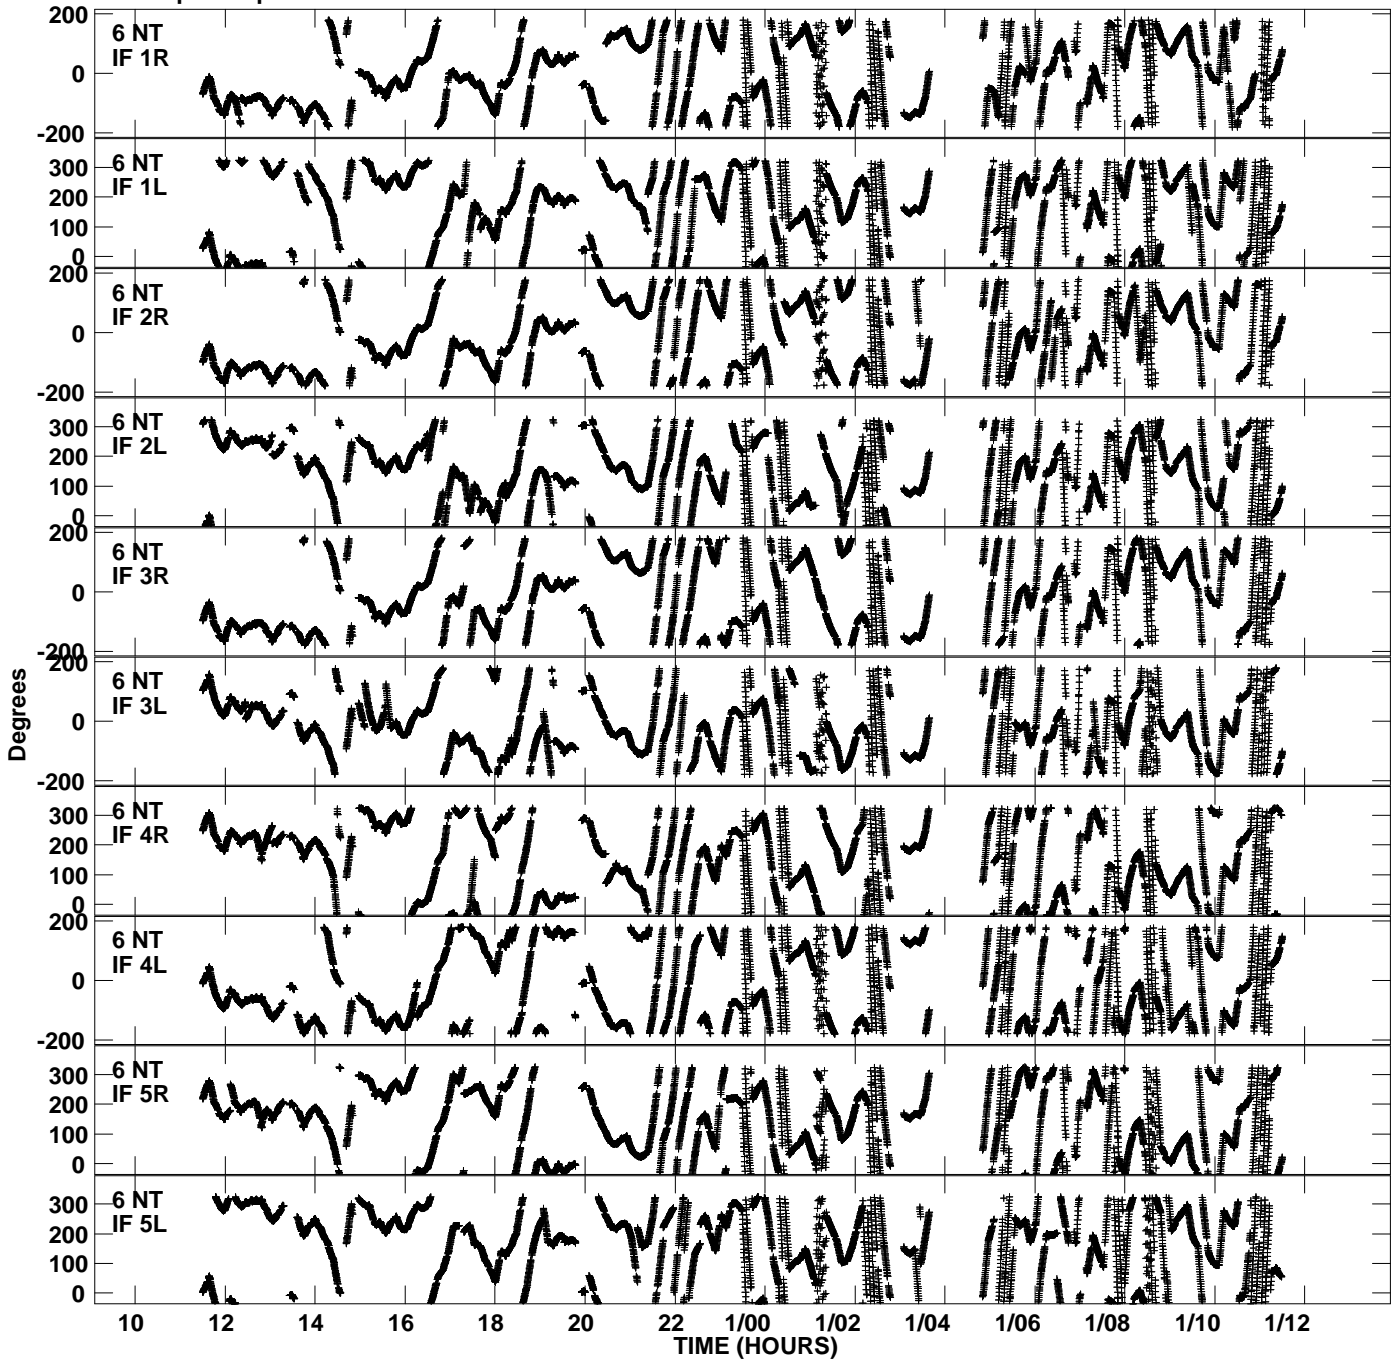 200
6 NT
IF 1R
0
-200
300
6 NT
IF 1L
200
100
0
200
6 NT
IF 2R
0
-200
300
6 NT
IF 2L
200
100
0
200
6 NT
IF 3R
0
-200
200
6 NT
IF 3L
0
-200
Degrees
300
6 NT
IF 4R
200
100
0
200
6 NT
IF 4L
0
-200
300
6 NT
IF 5R
200
100
0
300
6 NT
IF 5L
200
100
0
10 12 14 16 18 20 22 1/00 1/02 1/04 1/06 1/08 1/10 1/12
TIME (HOURS)